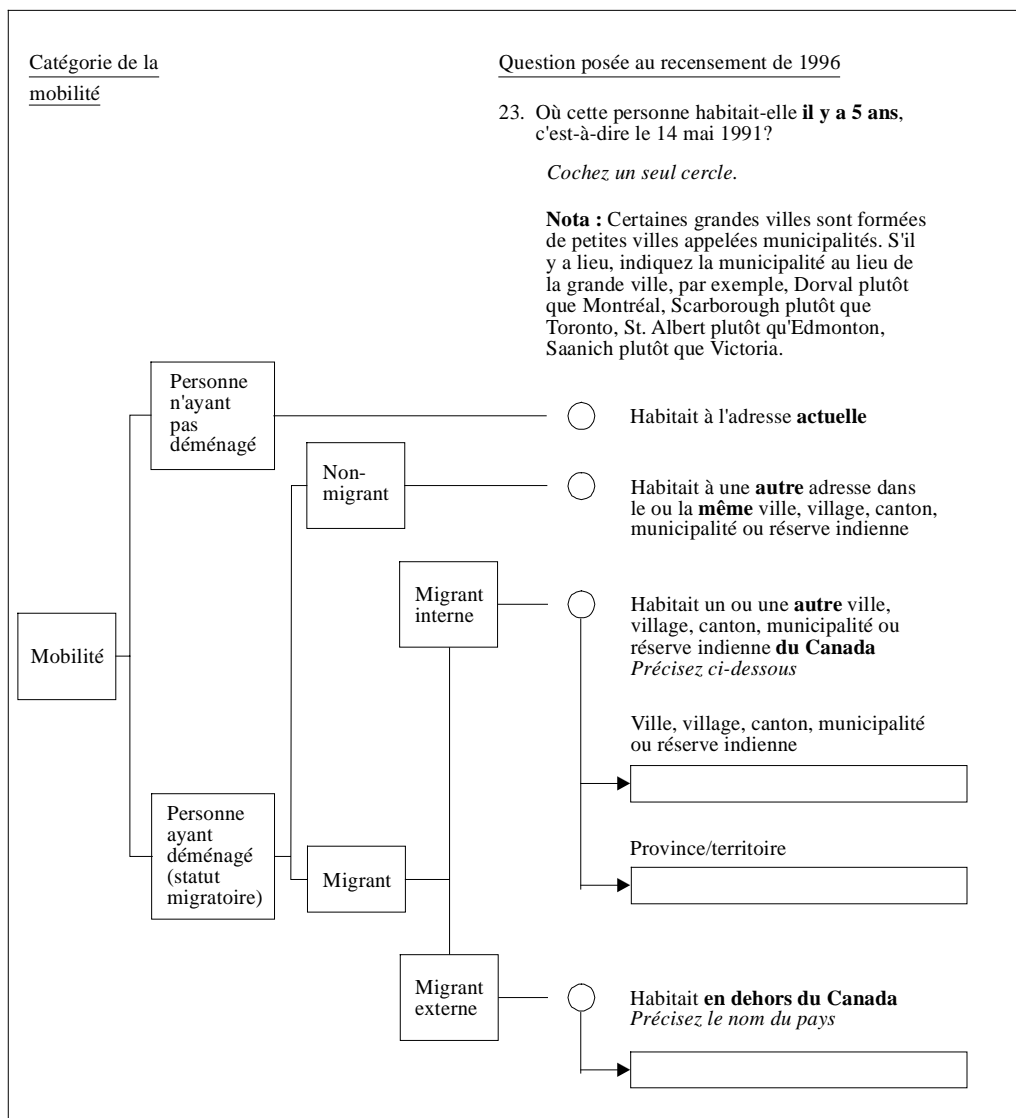 Catégorie de la
mobilité
Question posée au recensement de 1996
23. Où cette personne habitait-elle il y a 5 ans,
c'est-à-dire le 14 mai 1991?
Cochez un seul cercle.
Nota : Certaines grandes villes sont formées
de petites villes appelées municipalités. S'il
y a lieu, indiquez la municipalité au lieu de
la grande ville, par exemple, Dorval plutôt
que Montréal, Scarborough plutôt que
Toronto, St. Albert plutôt qu'Edmonton,
Saanich plutôt que Victoria.
Personne
n'ayant
pas
déménagé
Habitait à l'adresse actuelle
Non-
migrant
Habitait à une autre adresse dans
le ou la même ville, village, canton,
municipalité ou réserve indienne
Migrant
interne
Habitait un ou une autre ville,
village, canton, municipalité ou
réserve indienne du Canada
Précisez ci-dessous
Mobilité
Ville, village, canton, municipalité
ou réserve indienne
Personne
ayant
déménagé
(statut
migratoire)
Migrant
Province/territoire
Migrant
externe
Habitait en dehors du Canada
Précisez le nom du pays